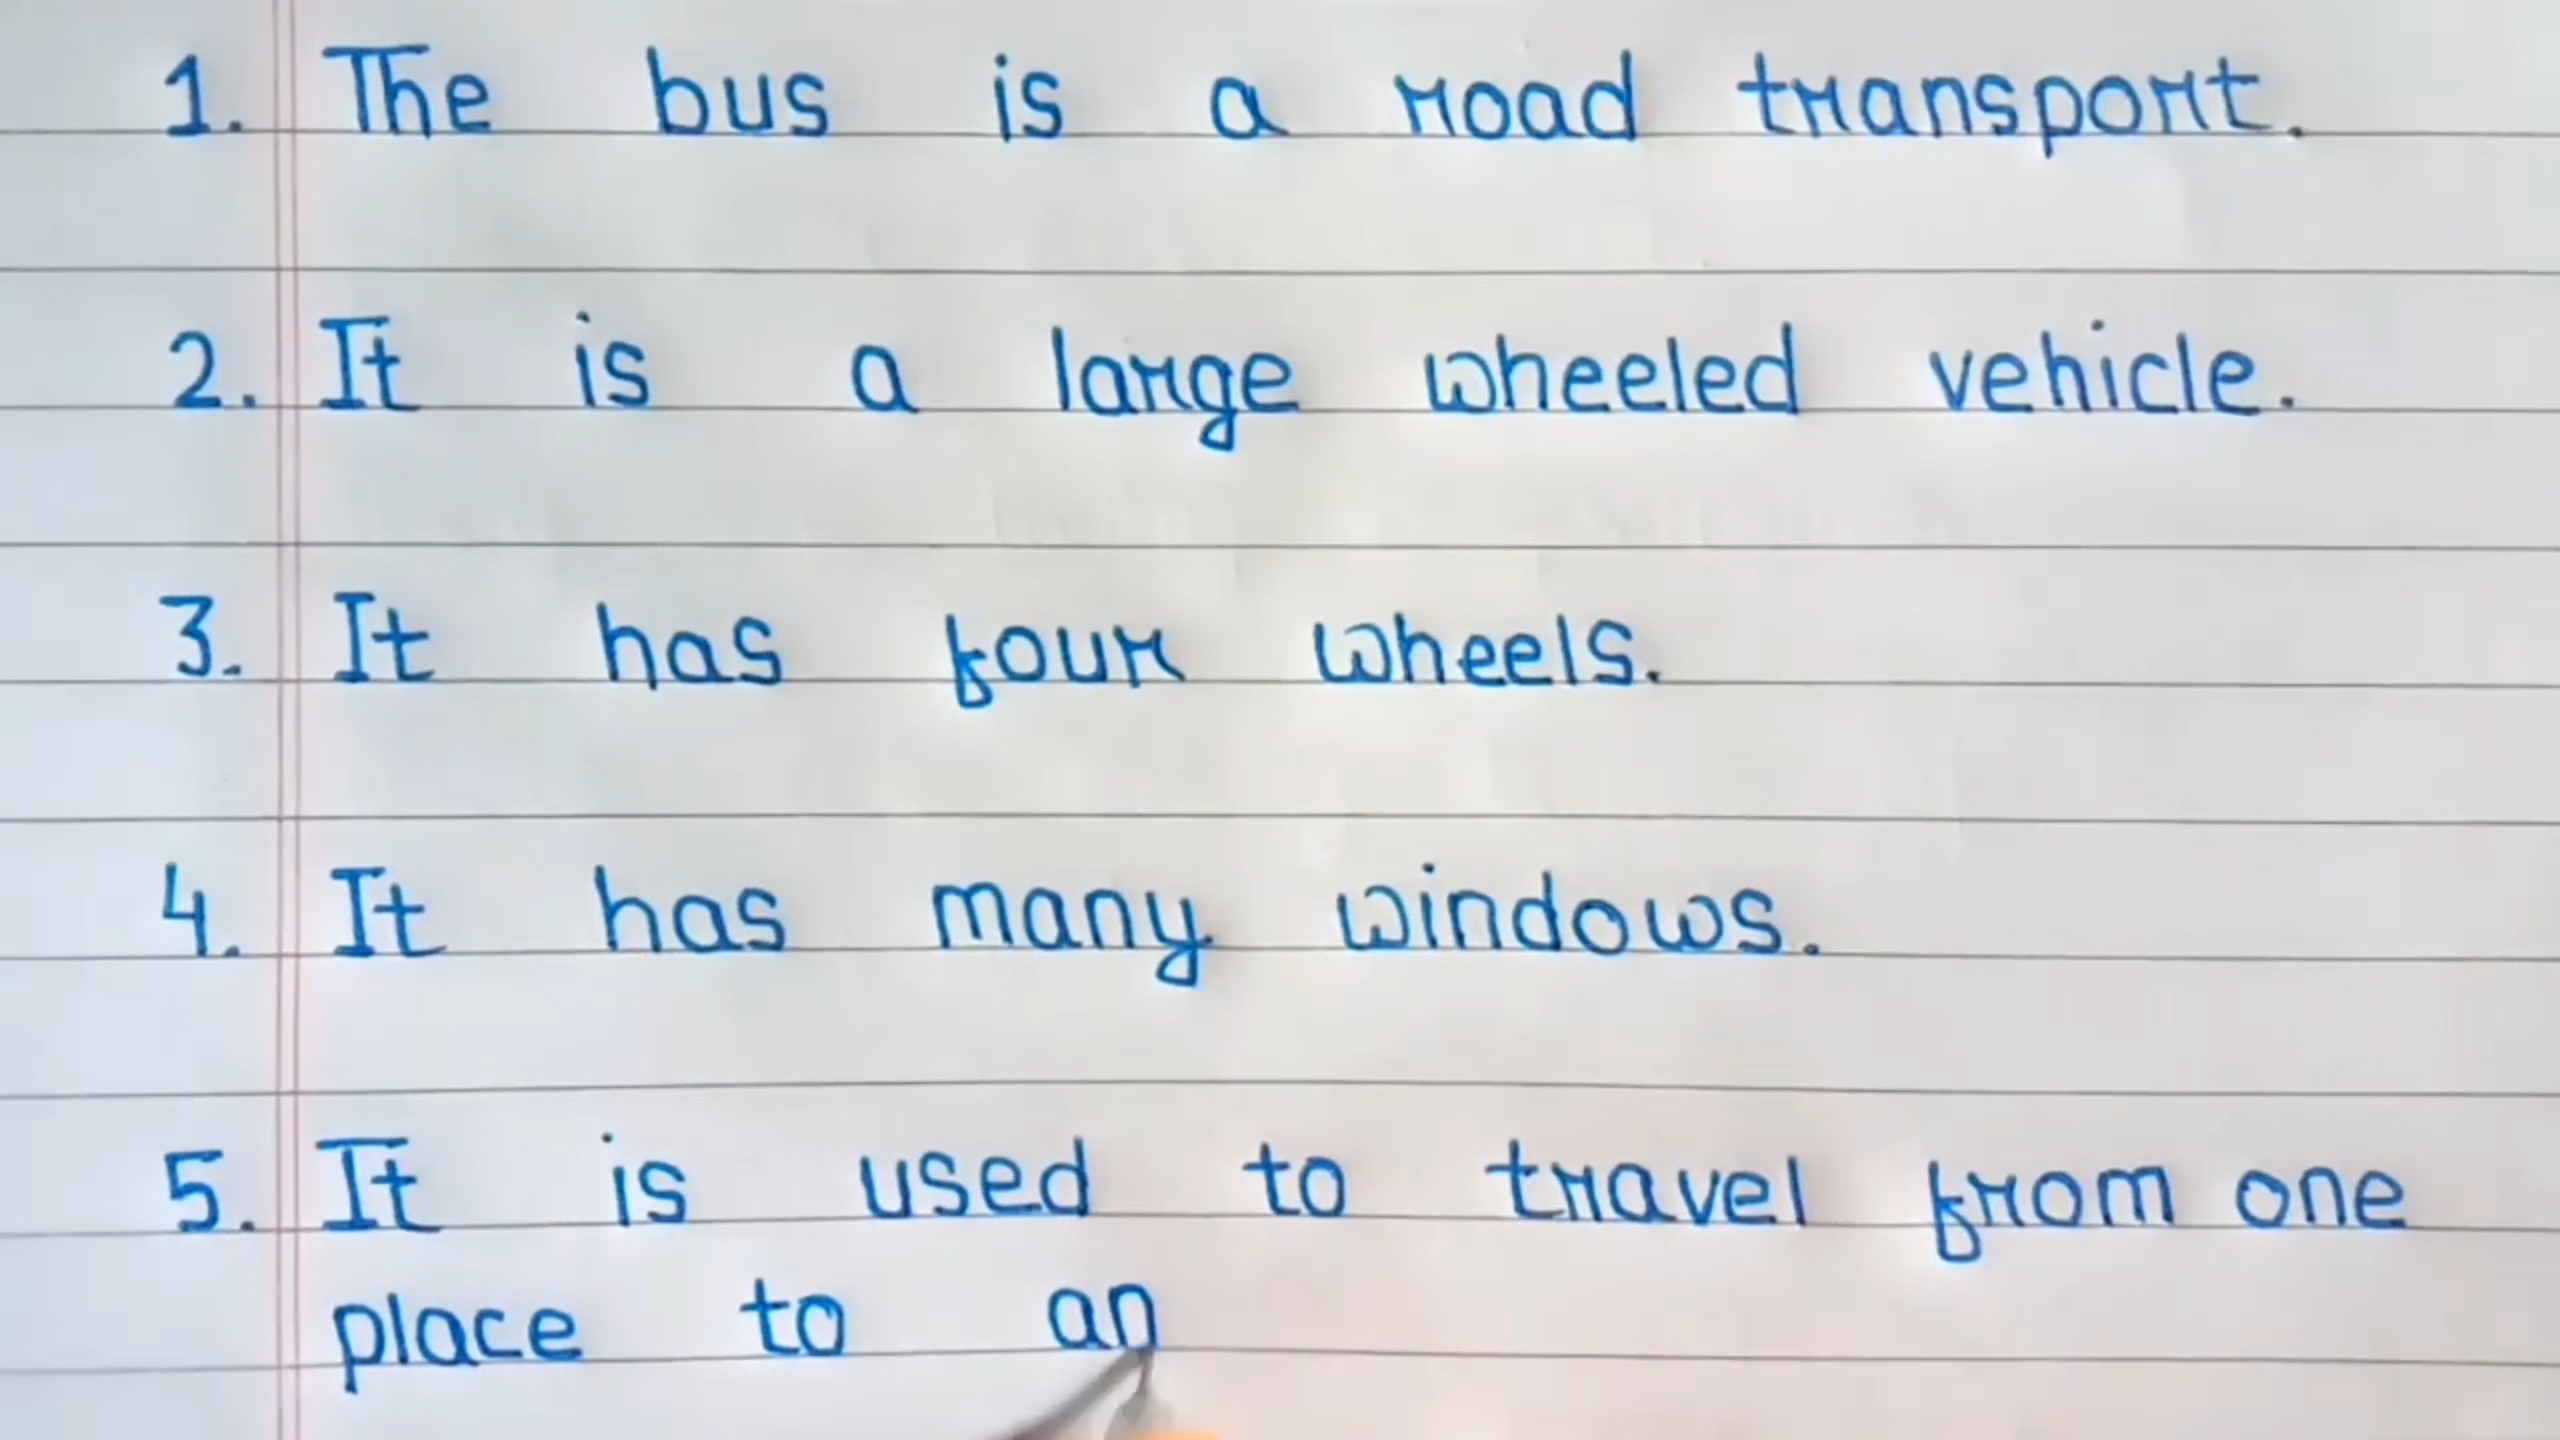 1. The bus is a road transport.
2. It is a large wheeled vehicle.
3. It has four wheels.
4. It has many windows.
5. It is used to travel from one
place to an